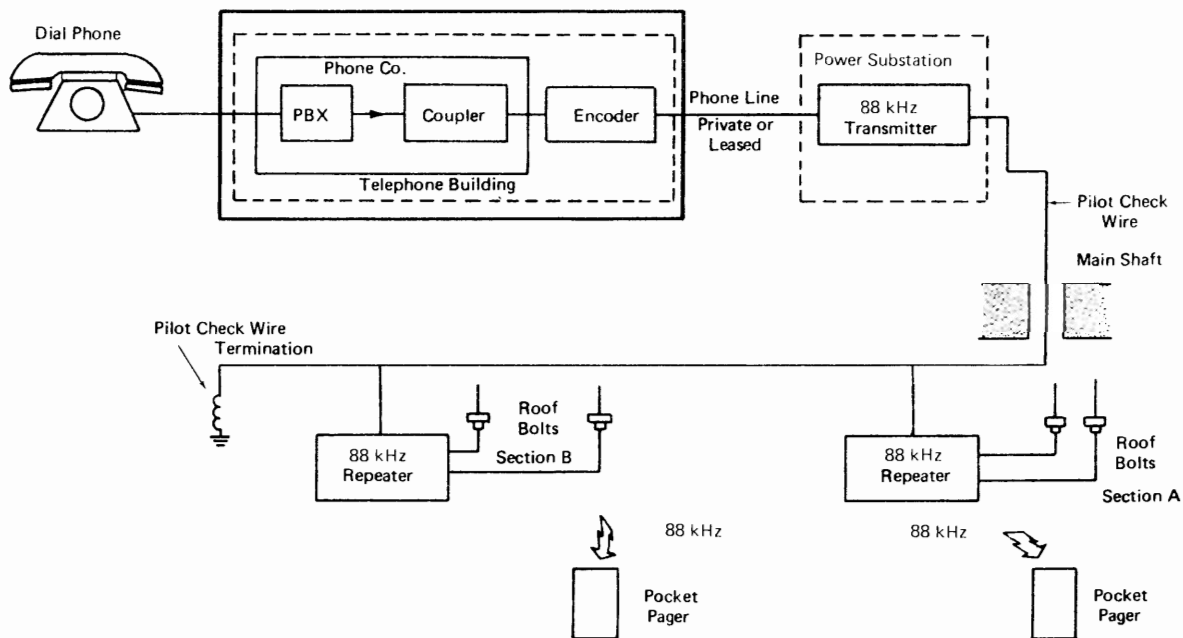 Dial Phone
Phone Co.
PBX
Coupler
Encoder
Telephone Building
Phone Line
Private or
Leased
Power Substation
88 kHz
Transmitter
Pilot Check
Wire
Main Shaft
Pilot Check Wire
Termination
88 kHz
Repeater
Roof
Bolts
Section B
88 kHz
Repeater
Roof
Bolts
Section A
88 kHz
88 kHz
Pocket
Pager
Pocket
Pager